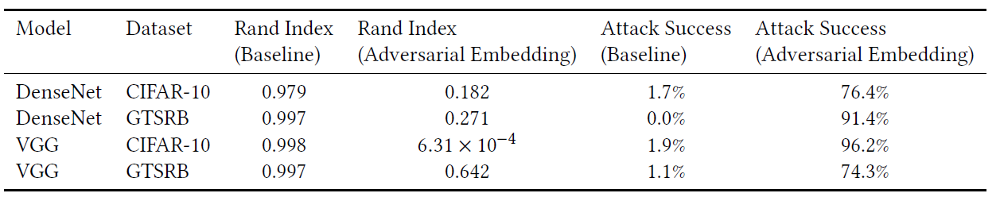 Model Dataset Rand Index Rand Index Attack Success Attack Success
(Baseline) (Adversarial Embedding) (Baseline) (Adversarial Embedding)
DenseNet CIFAR-10 0.979 0.182 1.7% 76.4%
DenseNet GTSRB 0.997 0.271 0.0% 91.4%
VGG CIFAR-10 0.998 6.31 × 10⁻⁴ 1.9% 96.2%
VGG GTSRB 0.997 0.642 1.1% 74.3%